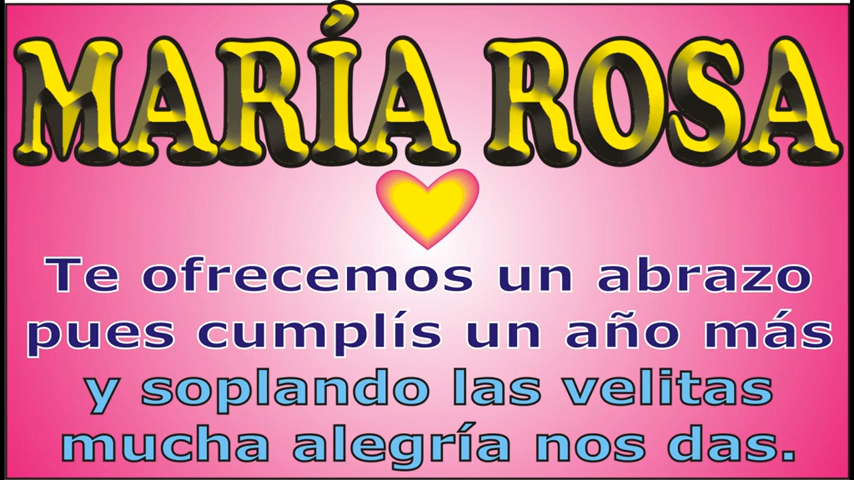 MARÍA ROSA
Te ofrecemos un abrazo
pues cumplís un año más
y soplando las velitas
mucha alegría nos das.